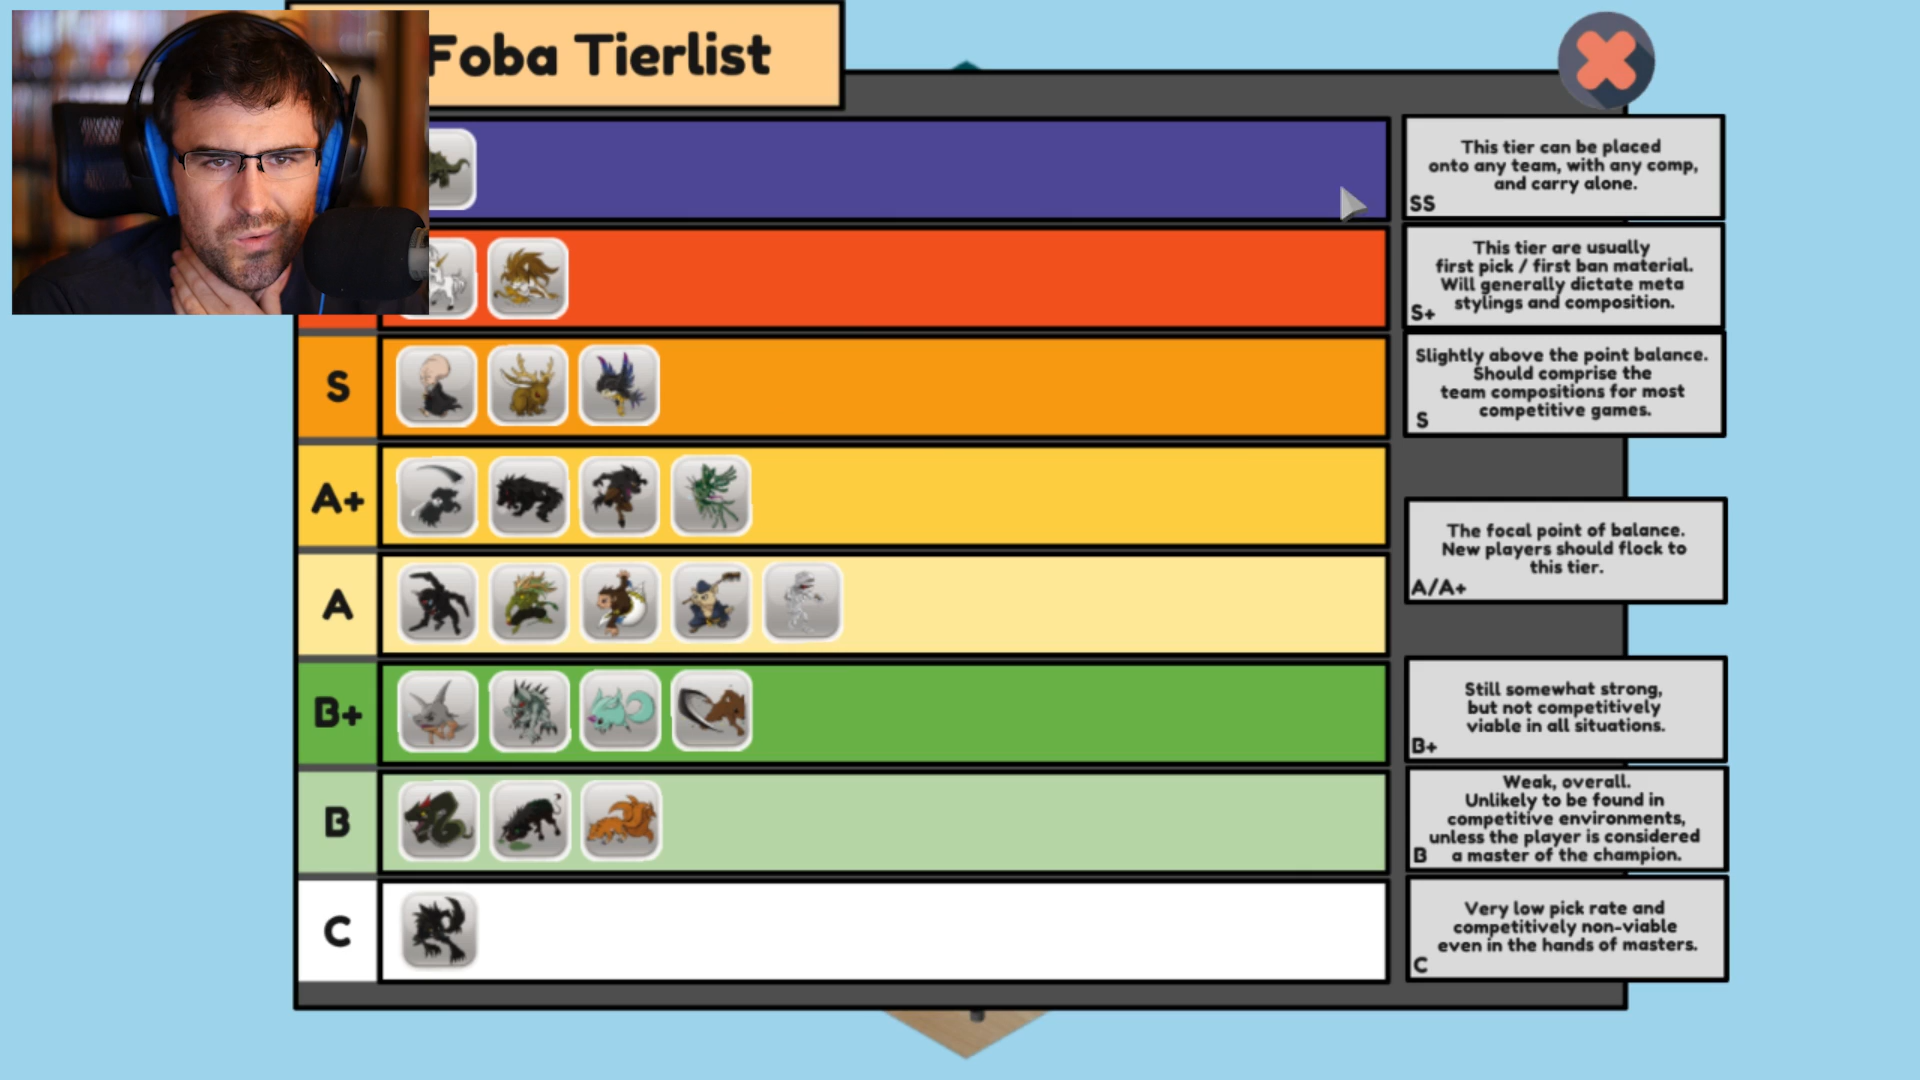 Foba Tierlist
This tier can be placed
onto any team, with any comp,
and carry alone.
SS
This tier are usually
first pick / first ban material.
Will generally dictate meta
stylings and composition.
S+
S
Slightly above the point balance.
Should comprise the
team compositions for most
competitive games.
S
A+
The focal point of balance.
New players should flock to
this tier.
A/A+
A
B+
Still somewhat strong,
but not competitively
viable in all situations.
B+
B
Weak, overall.
Unlikely to be found in
competitive environments,
unless the player is considered
a master of the champion.
B
C
Very low pick rate and
competitively non-viable
even in the hands of masters.
C